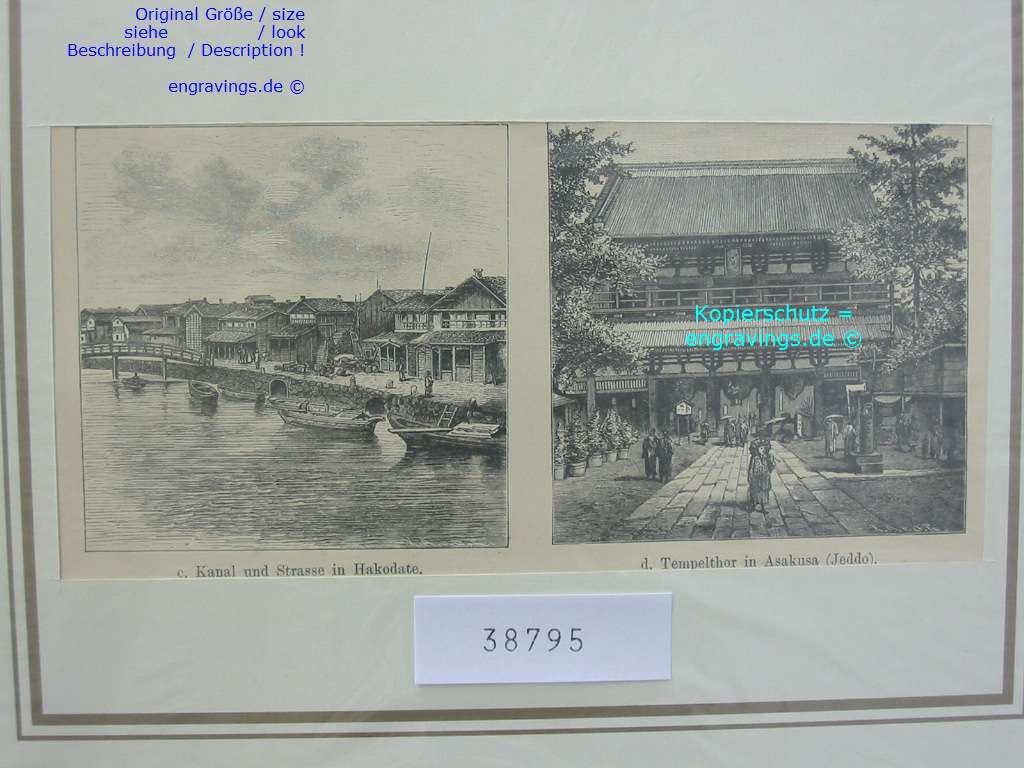 Original Größe / size
siehe / look
Beschreibung / Description !
engravings.de ©
Kopierschutz =
engravings.de ©
c. Kanal und Strasse in Hakodate.
d. Tempelthor in Asakusa (Jeddo).
38795